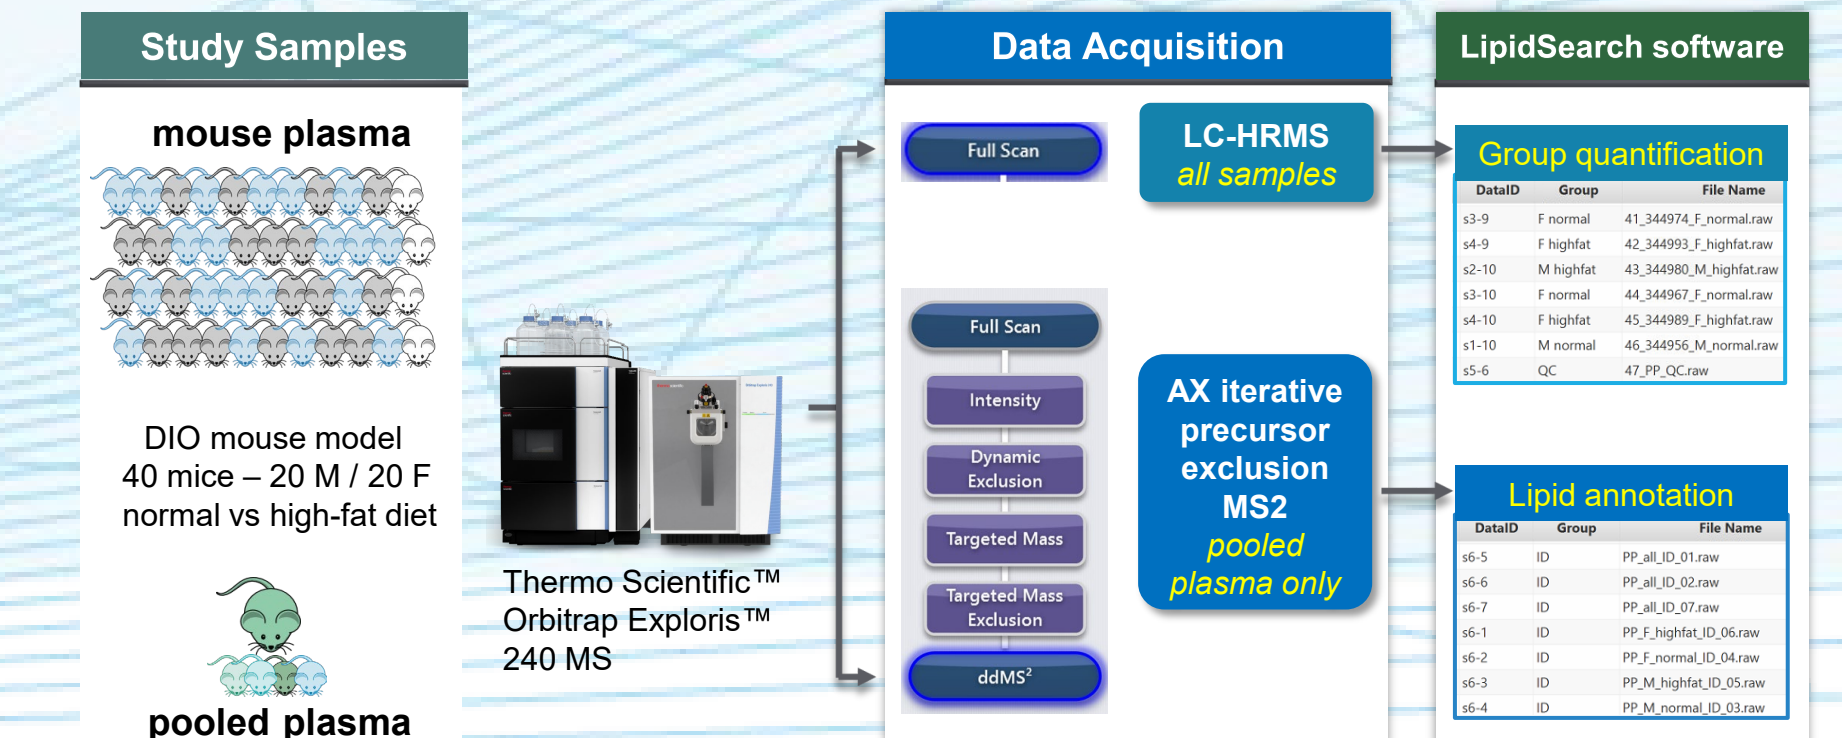 Study Samples
mouse plasma
DIO mouse model
40 mice – 20 M / 20 F
normal vs high-fat diet
pooled plasma
Thermo Scientific™
Orbitrap Exploris™
240 MS
Data Acquisition
Full Scan
LC-HRMS
all samples
Full Scan
Intensity
Dynamic
Exclusion
Targeted Mass
Targeted Mass
Exclusion
ddMS²
AX iterative
precursor
exclusion
MS2
pooled
plasma only
LipidSearch software
Group quantification
DataID Group File Name
s3-9 F normal 41_344974_F_normal.raw
s4-9 F highfat 42_344993_F_highfat.raw
s2-10 M highfat 43_344980_M_highfat.raw
s3-10 F normal 44_344967_F_normal.raw
s4-10 F highfat 45_344989_F_highfat.raw
s1-10 M normal 46_344956_M_normal.raw
s5-6 QC 47_PP_QC.raw
Lipid annotation
DataID Group File Name
s6-5 ID PP_all_ID_01.raw
s6-6 ID PP_all_ID_02.raw
s6-7 ID PP_all_ID_07.raw
s6-1 ID PP_F_highfat_ID_06.raw
s6-2 ID PP_F_normal_ID_04.raw
s6-3 ID PP_M_highfat_ID_05.raw
s6-4 ID PP_M_normal_ID_03.raw